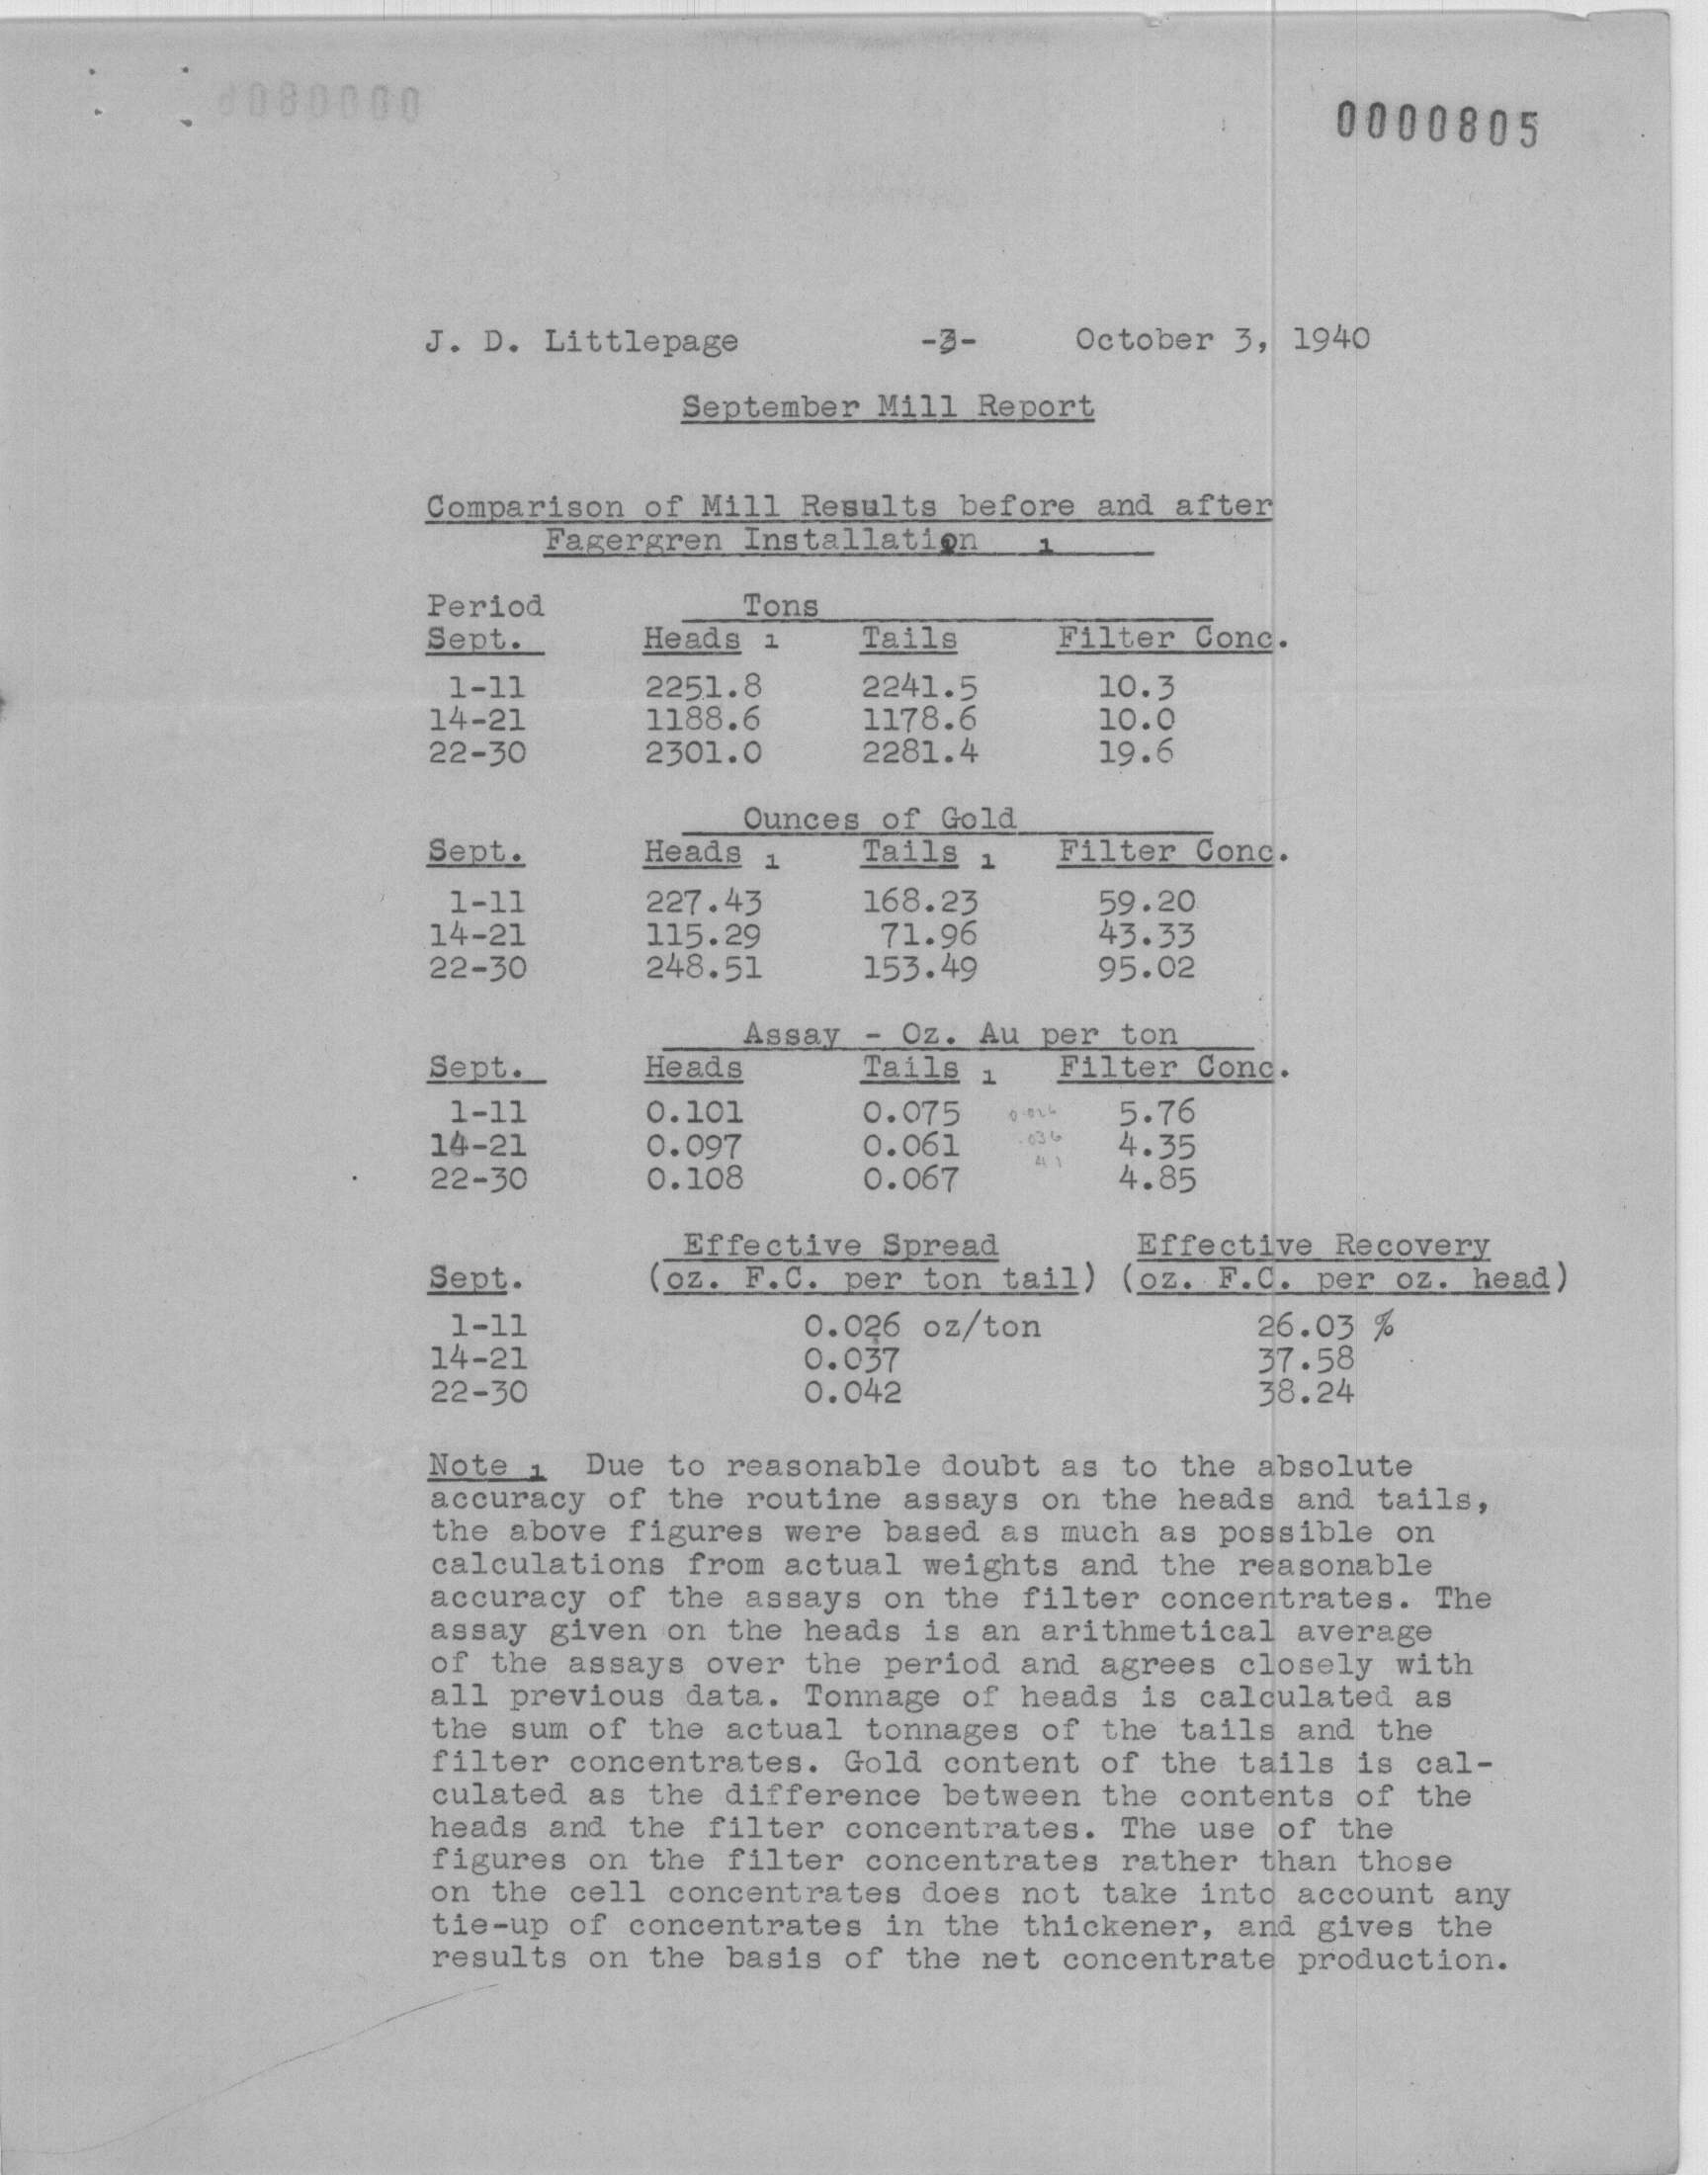 0000805
J. D. Littlepage -3- October 3, 1940
September Mill Report
Comparison of Mill Results before and after
Fagergren Installation 1
Period Tons
Sept. Heads 1 Tails Filter Conc.
1-11 2251.8 2241.5 10.3
14-21 1188.6 1178.6 10.0
22-30 2301.0 2281.4 19.6
Ounces of Gold
Sept. Heads 1 Tails 1 Filter Conc.
1-11 227.43 168.23 59.20
14-21 115.29 71.96 43.33
22-30 248.51 153.49 95.02
Assay - Oz. Au per ton
Sept. Heads Tails 1 Filter Conc.
1-11 0.101 0.075 0.026 5.76
14-21 0.097 0.061 .036 4.35
22-30 0.108 0.067 41 4.85
Effective Spread Effective Recovery
Sept. (oz. F.C. per ton tail) (oz. F.C. per oz. head)
1-11 0.026 oz/ton 26.03 %
14-21 0.037 37.58
22-30 0.042 38.24
Note 1 Due to reasonable doubt as to the absolute
accuracy of the routine assays on the heads and tails,
the above figures were based as much as possible on
calculations from actual weights and the reasonable
accuracy of the assays on the filter concentrates. The
assay given on the heads is an arithmetical average
of the assays over the period and agrees closely with
all previous data. Tonnage of heads is calculated as
the sum of the actual tonnages of the tails and the
filter concentrates. Gold content of the tails is cal-
culated as the difference between the contents of the
heads and the filter concentrates. The use of the
figures on the filter concentrates rather than those
on the cell concentrates does not take into account any
tie-up of concentrates in the thickener, and gives the
results on the basis of the net concentrate production.